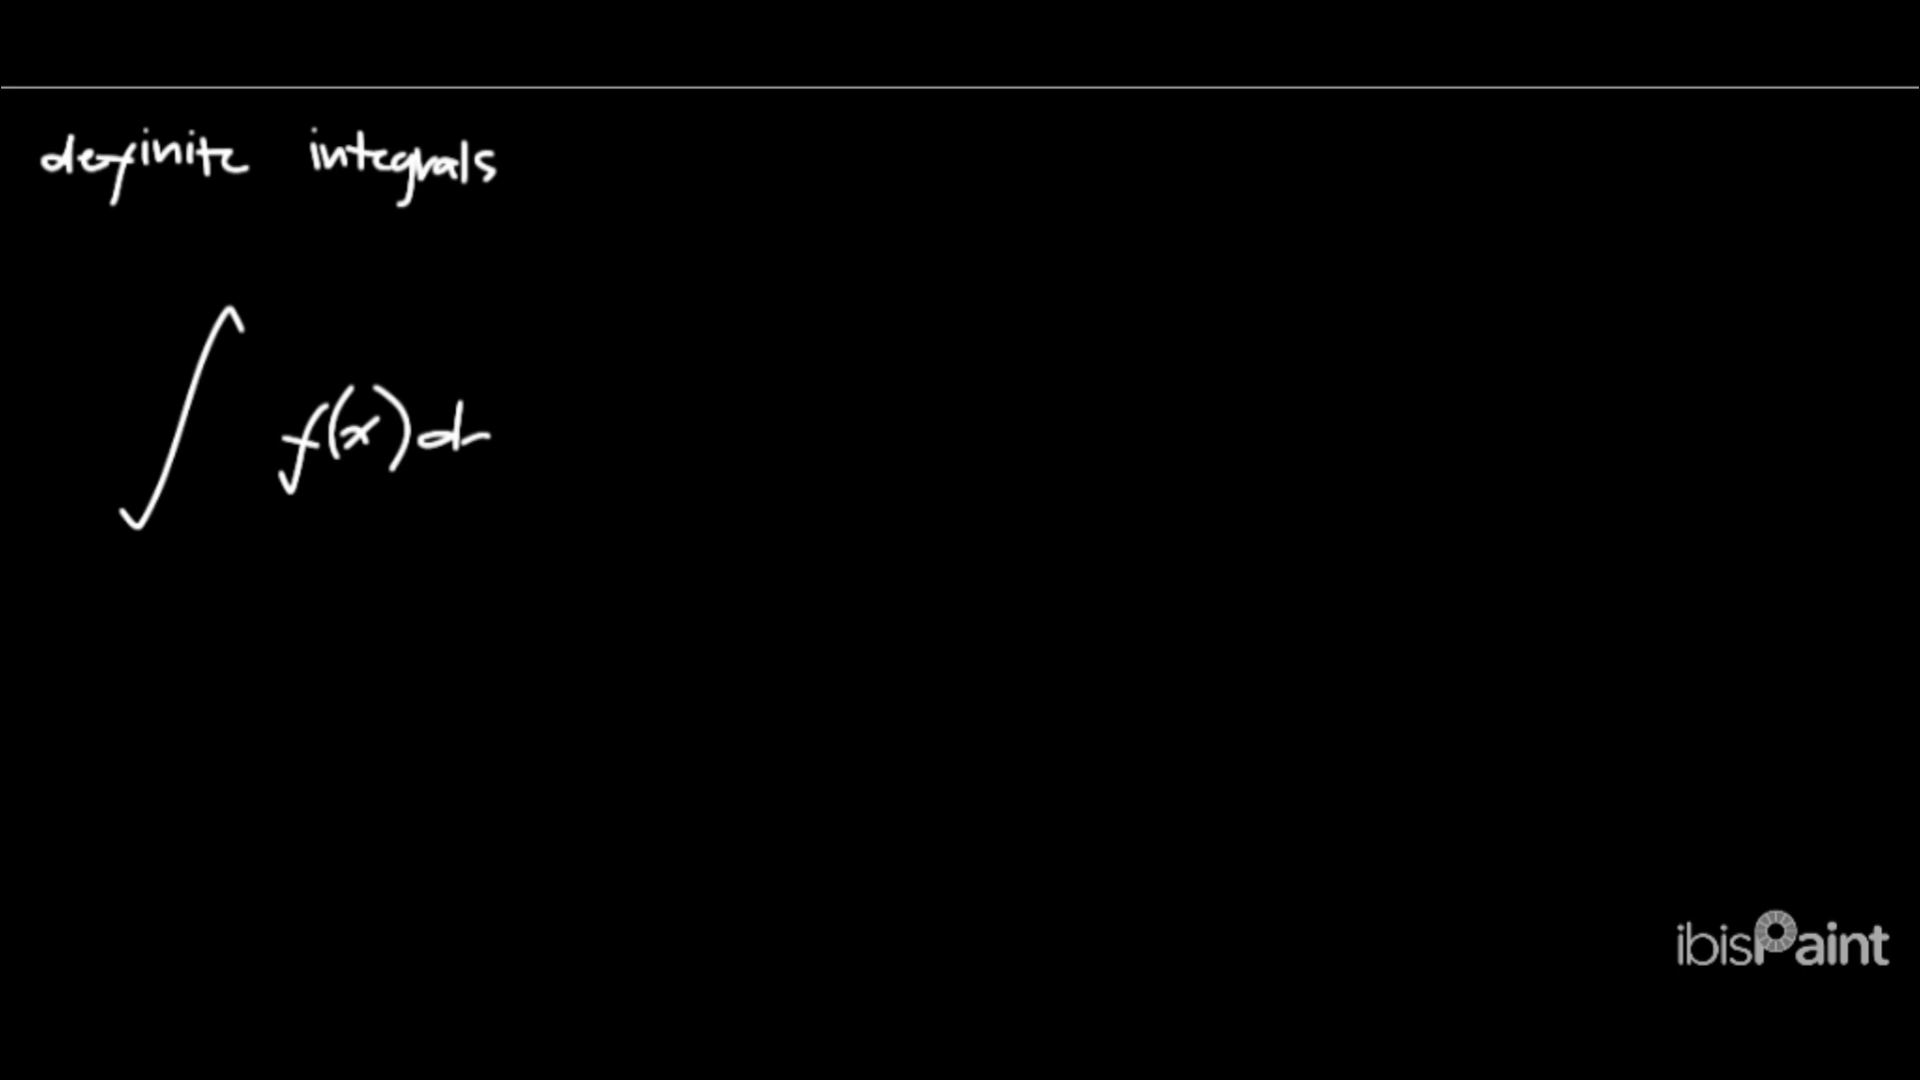 definite integrals
∫ f(x)dx
ibisPaint